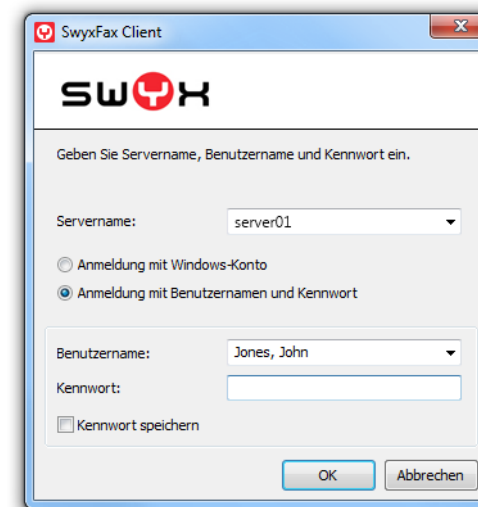 SwyxFax Client
swyx
Geben Sie Servername, Benutzername und Kennwort ein.
Servername: server01
Anmeldung mit Windows-Konto
Anmeldung mit Benutzernamen und Kennwort
Benutzername: Jones, John
Kennwort:
Kennwort speichern
OK Abbrechen